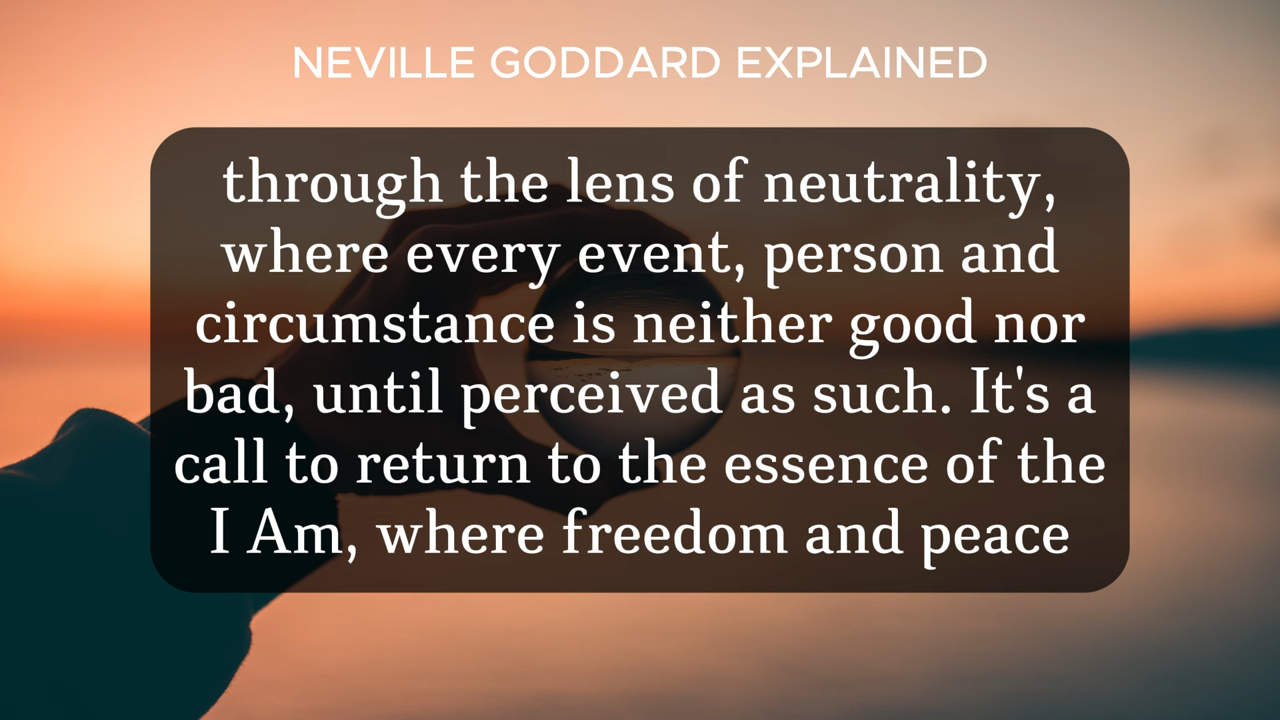 NEVILLE GODDARD EXPLAINED
through the lens of neutrality,
where every event, person and
circumstance is neither good nor
bad, until perceived as such. It's a
call to return to the essence of the
I Am, where freedom and peace